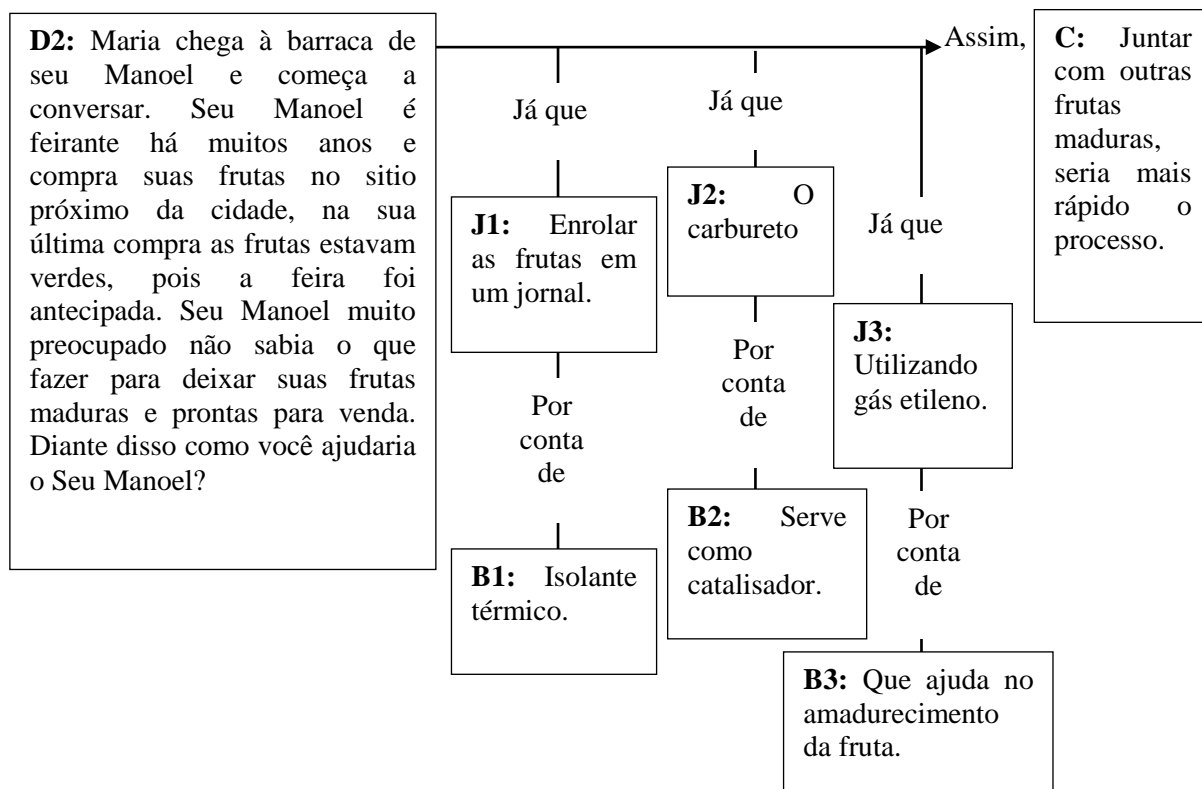 D2: Maria chega à barraca de
seu Manoel e começa a
conversar. Seu Manoel é
feirante há muitos anos e
compra suas frutas no sitio
próximo da cidade, na sua
última compra as frutas estavam
verdes, pois a feira foi
antecipada. Seu Manoel muito
preocupado não sabia o que
fazer para deixar suas frutas
maduras e prontas para venda.
Diante disso como você ajudaria
o Seu Manoel?
Já que
J1: Enrolar
as frutas em
um jornal.
Por
conta
de
B1: Isolante
térmico.
Já que
J2: O
carbureto
Por
conta
de
B2: Serve
como
catalisador.
Já que
J3:
Utilizando
gás etileno.
Por
conta
de
B3: Que ajuda no
amadurecimento
da fruta.
Assim,
C: Juntar
com outras
frutas
maduras,
seria mais
rápido o
processo.